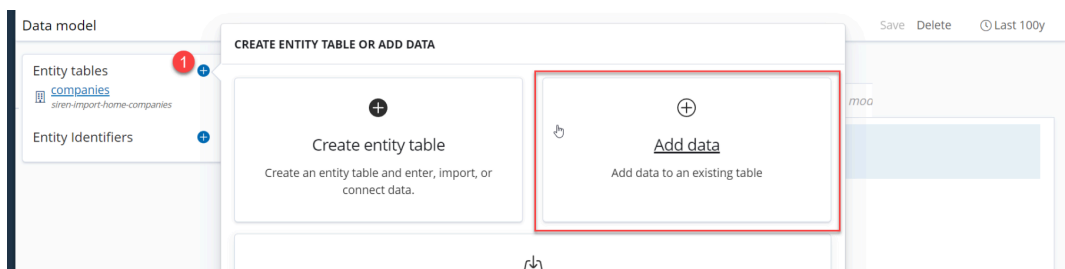 Data model
Save Delete Last 100y
CREATE ENTITY TABLE OR ADD DATA
Entity tables
1
companies
siren-import-home-companies
Entity Identifiers
Create entity table
Create an entity table and enter, import, or
connect data.
Add data
Add data to an existing table